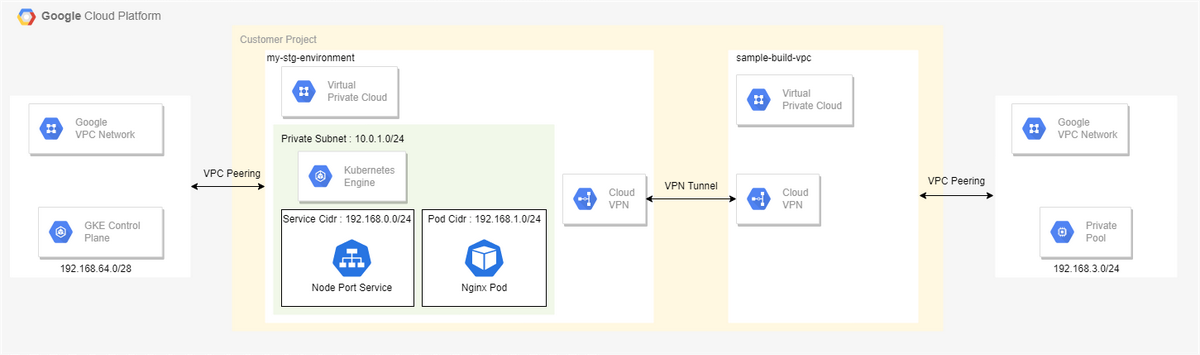 Google Cloud Platform
Customer Project
my-stg-environment
Virtual
Private Cloud
Private Subnet : 10.0.1.0/24
Kubernetes
Engine
Service Cidr : 192.168.0.0/24
Node Port Service
Pod Cidr : 192.168.1.0/24
Nginx Pod
Cloud
VPN
VPN Tunnel
sample-build-vpc
Virtual
Private Cloud
Cloud
VPN
Google
VPC Network
GKE Control
Plane
192.168.64.0/28
VPC Peering
VPC Peering
Google
VPC Network
Private
Pool
192.168.3.0/24